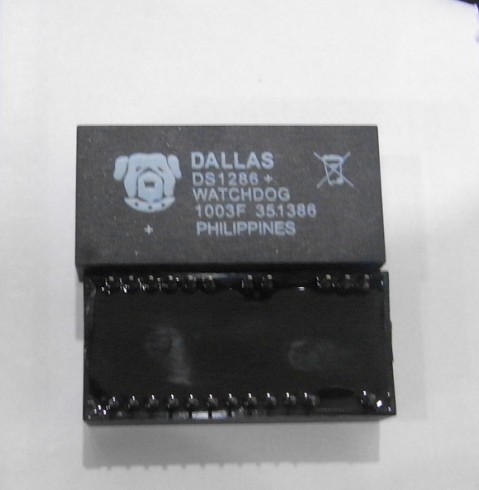 DALLAS
DS1286 +
WATCHDOG
1003F 351386
+ PHILIPPINES